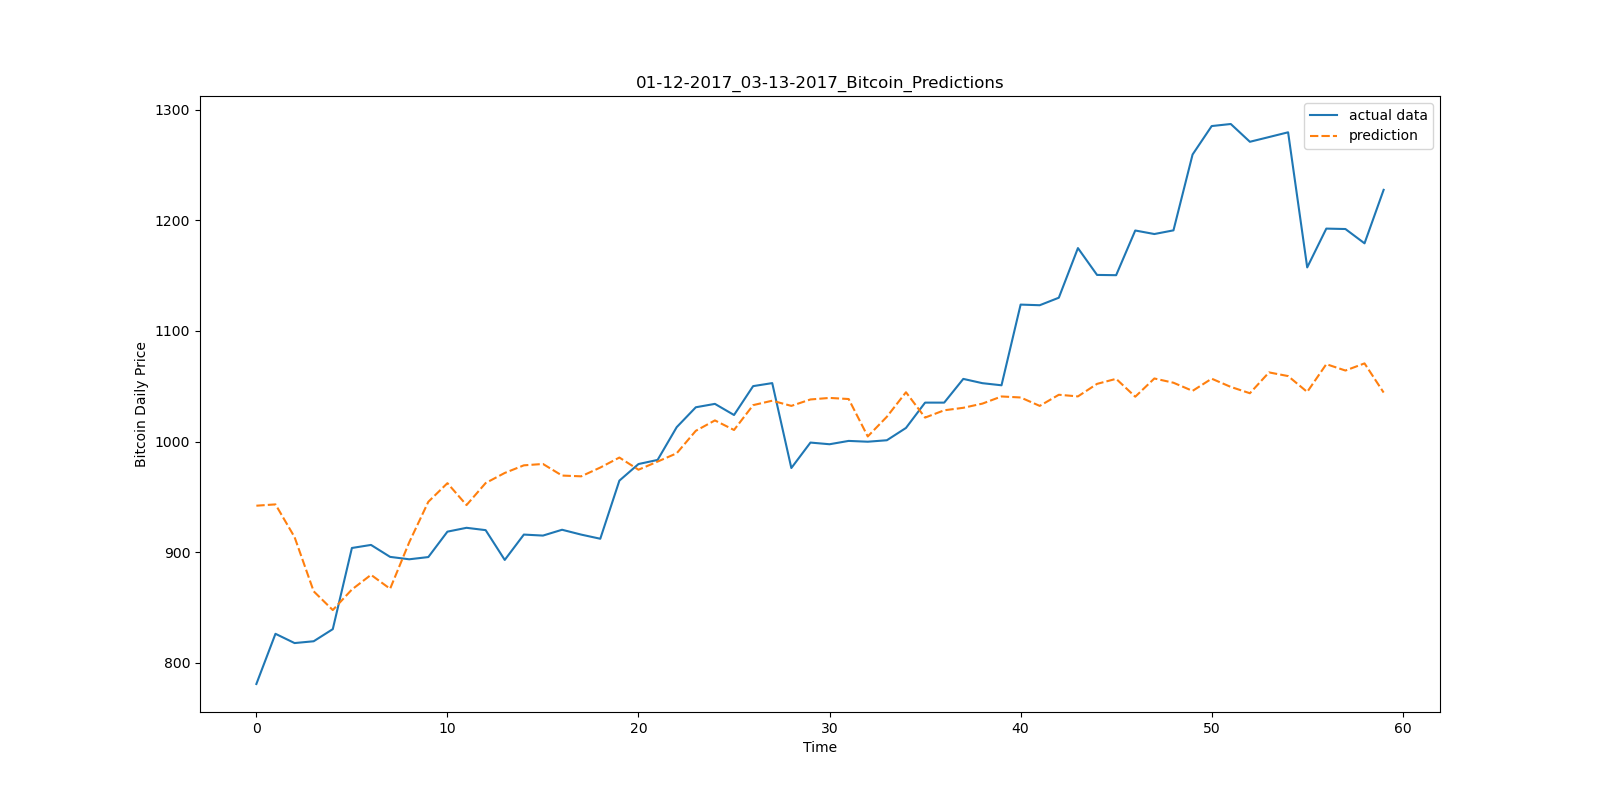 01-12-2017_03-13-2017_Bitcoin_Predictions
actual data
prediction
Bitcoin Daily Price
1300
1200
1100
1000
900
800
0 10 20 30 40 50 60
Time